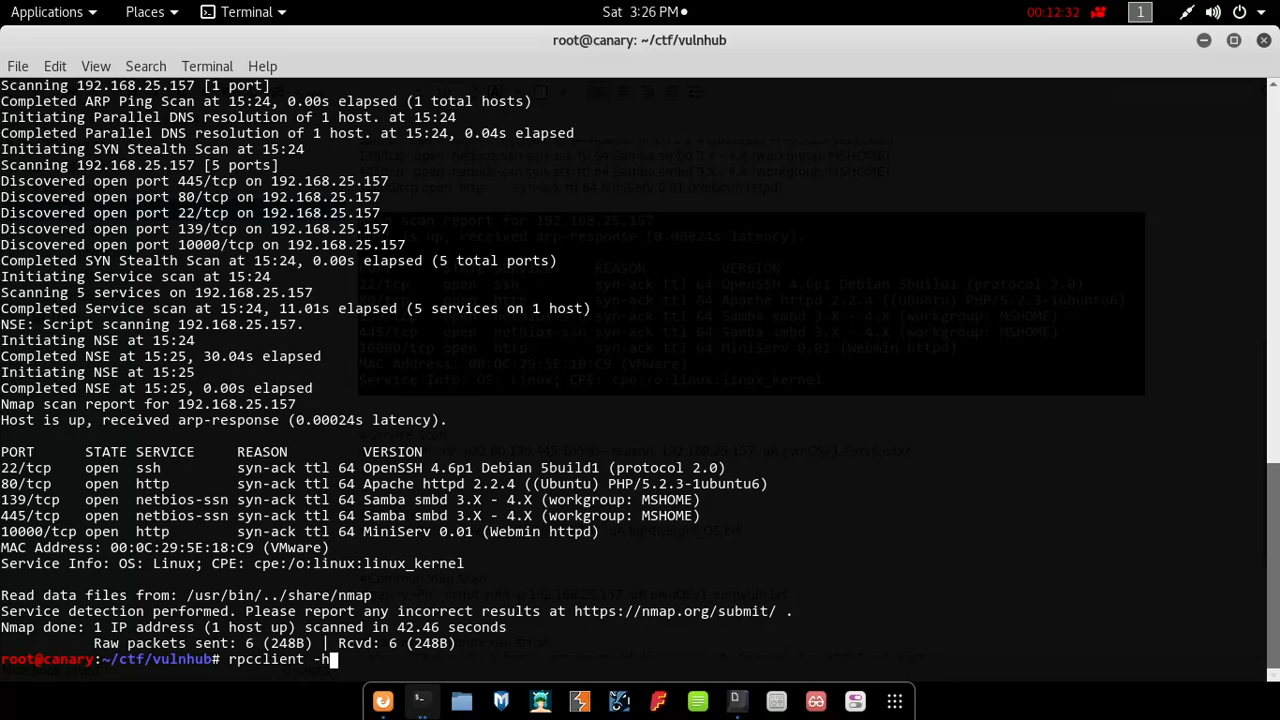 Applications Places Terminal Sat 3:26 PM 00:12:32 1
root@canary: ~/ctf/vulnhub
File Edit View Search Terminal Help
Scanning 192.168.25.157 [1 port]
Completed ARP Ping Scan at 15:24, 0.00s elapsed (1 total hosts)
Initiating Parallel DNS resolution of 1 host. at 15:24
Completed Parallel DNS resolution of 1 host. at 15:24, 0.04s elapsed
Initiating SYN Stealth Scan at 15:24
Scanning 192.168.25.157 [5 ports]
Discovered open port 445/tcp on 192.168.25.157
Discovered open port 80/tcp on 192.168.25.157
Discovered open port 22/tcp on 192.168.25.157
Discovered open port 139/tcp on 192.168.25.157
Discovered open port 10000/tcp on 192.168.25.157
Completed SYN Stealth Scan at 15:24, 0.00s elapsed (5 total ports)
Initiating Service scan at 15:24
Scanning 5 services on 192.168.25.157
Completed Service scan at 15:24, 11.01s elapsed (5 services on 1 host)
NSE: Script scanning 192.168.25.157.
Initiating NSE at 15:24
Completed NSE at 15:25, 30.04s elapsed
Initiating NSE at 15:25
Completed NSE at 15:25, 0.00s elapsed
Nmap scan report for 192.168.25.157
Host is up, received arp-response (0.00024s latency).
PORT STATE SERVICE REASON VERSION
22/tcp open ssh syn-ack ttl 64 OpenSSH 4.6p1 Debian 5build1 (protocol 2.0)
80/tcp open http syn-ack ttl 64 Apache httpd 2.2.4 ((Ubuntu) PHP/5.2.3-1ubuntu6)
139/tcp open netbios-ssn syn-ack ttl 64 Samba smbd 3.X - 4.X (workgroup: MSHOME)
445/tcp open netbios-ssn syn-ack ttl 64 Samba smbd 3.X - 4.X (workgroup: MSHOME)
10000/tcp open http syn-ack ttl 64 MiniServ 0.01 (Webmin httpd)
MAC Address: 00:0C:29:5E:18:C9 (VMware)
Service Info: OS: Linux; CPE: cpe:/o:linux:linux_kernel
Read data files from: /usr/bin/../share/nmap
Service detection performed. Please report any incorrect results at https://nmap.org/submit/ .
Nmap done: 1 IP address (1 host up) scanned in 42.46 seconds
Raw packets sent: 6 (248B) | Rcvd: 6 (248B)
root@canary:~/ctf/vulnhub# rpcclient -h